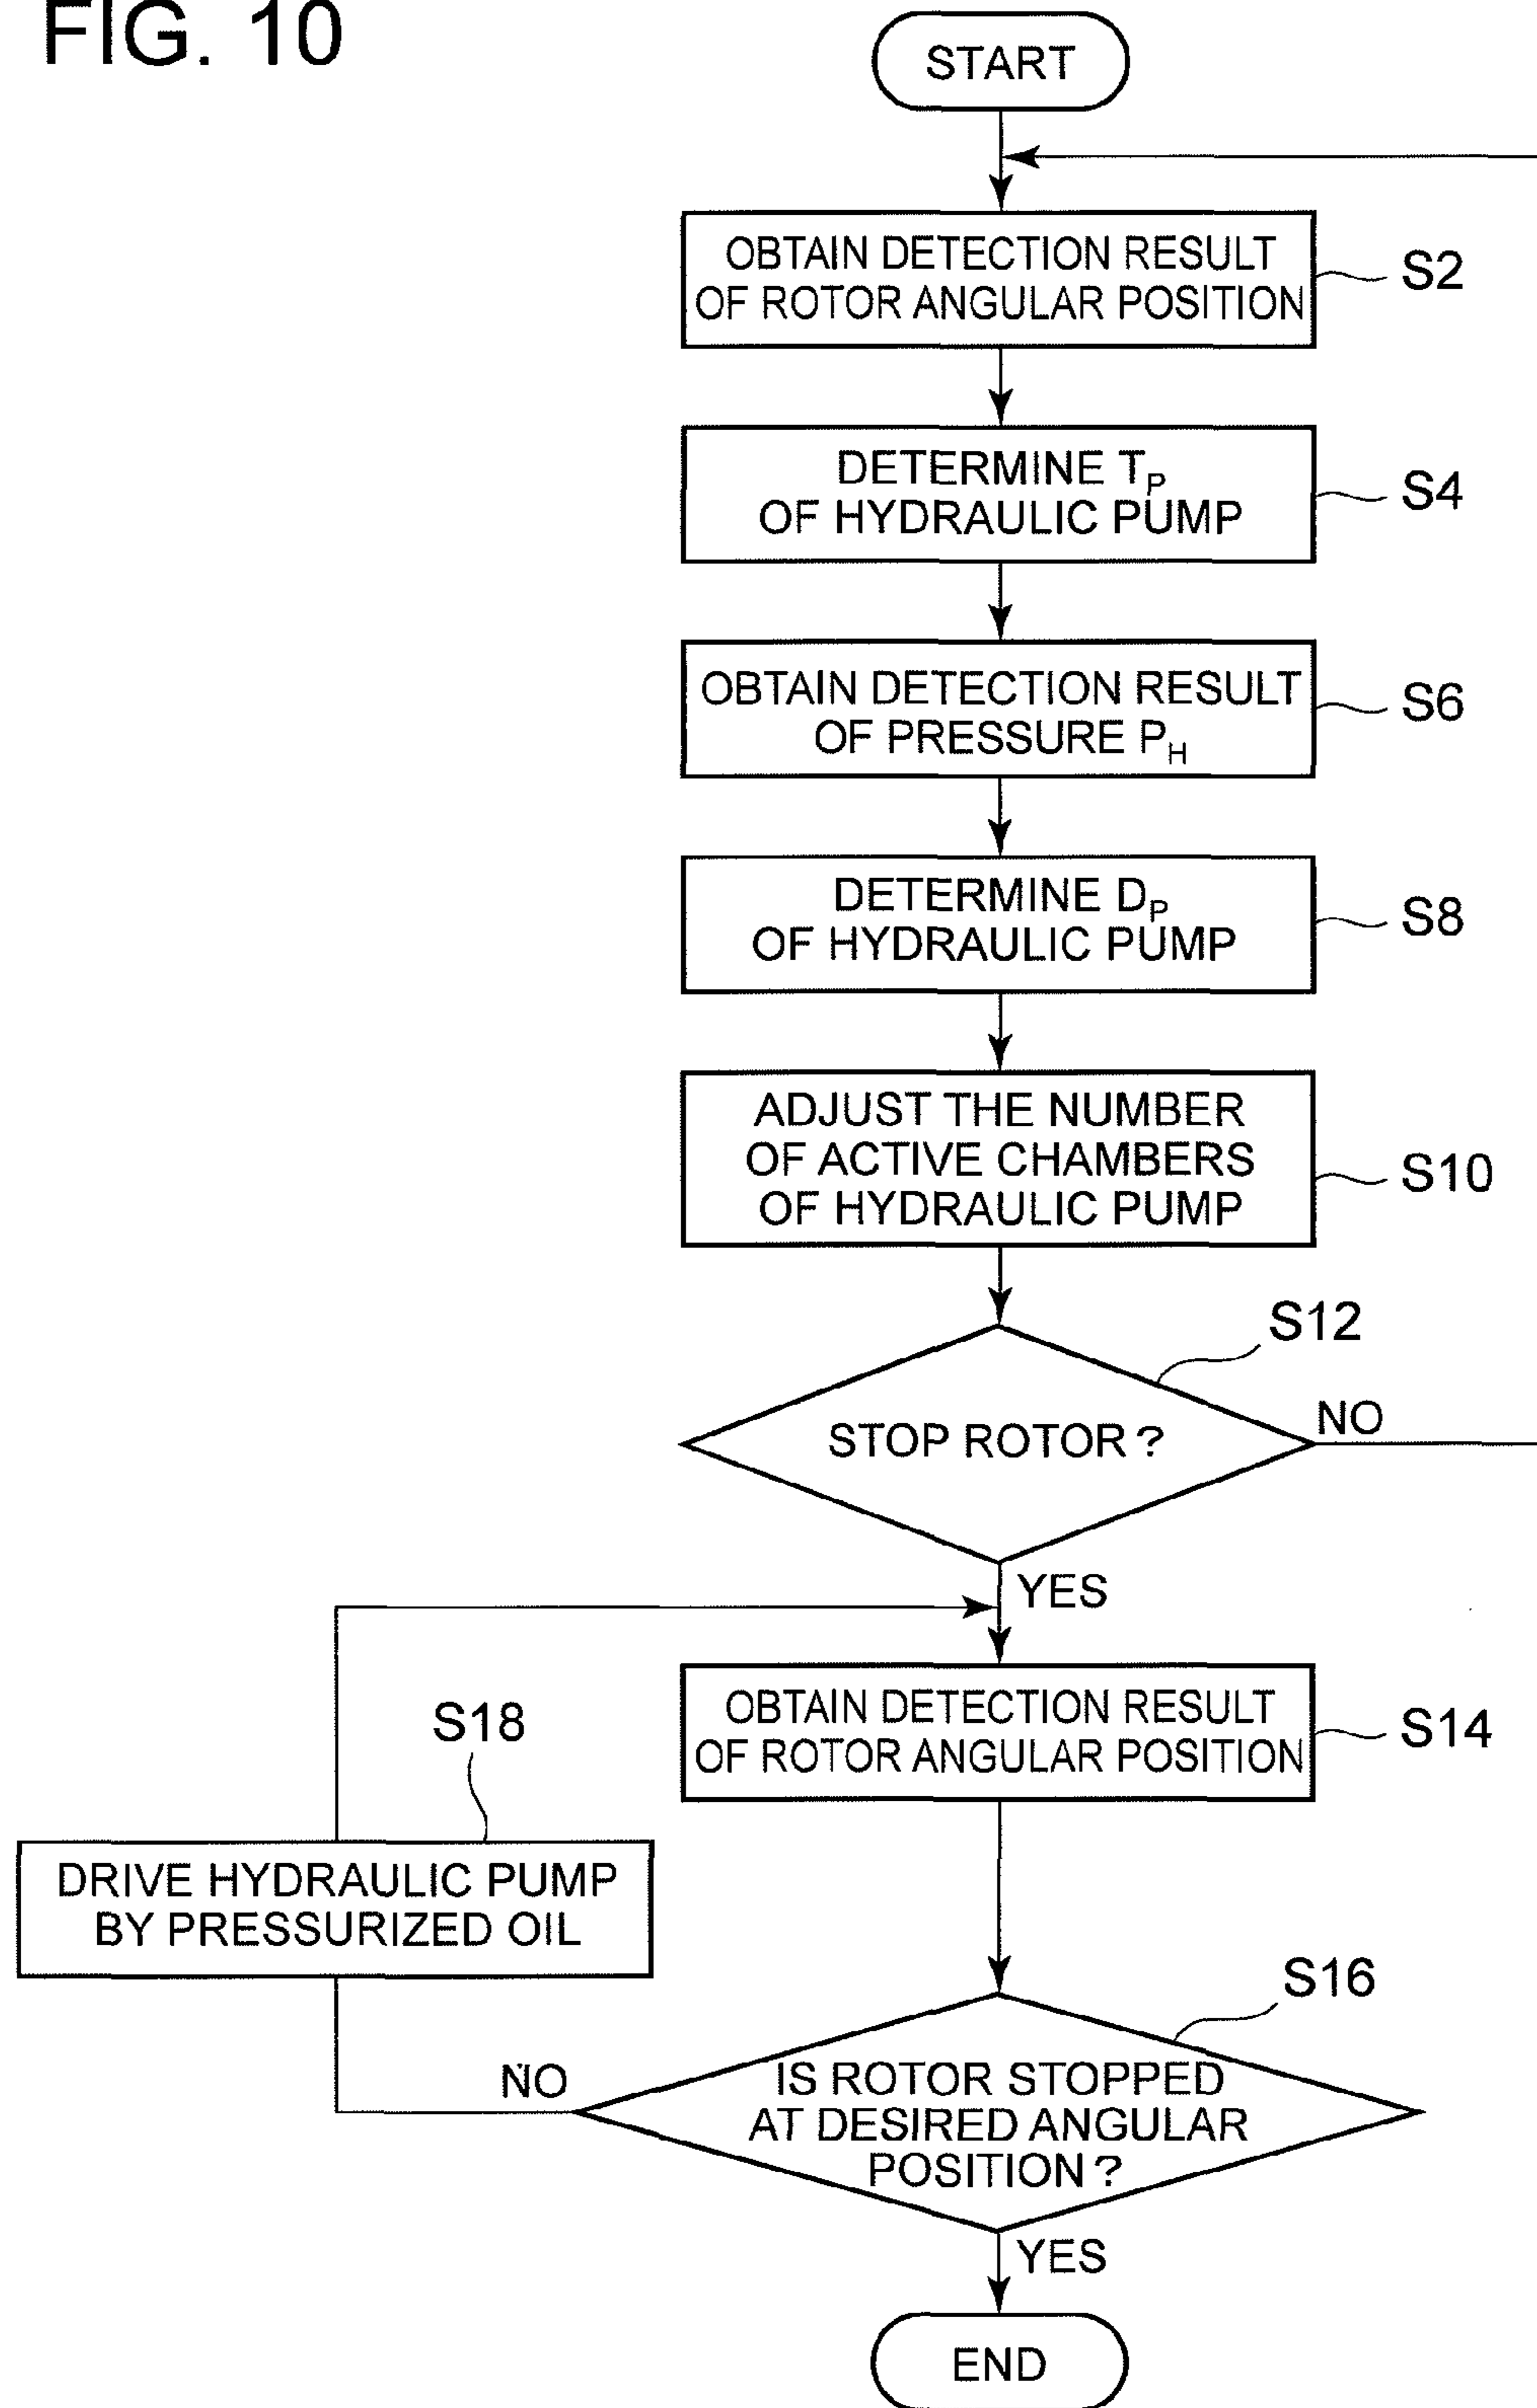 FIG. 10
START
OBTAIN DETECTION RESULT
OF ROTOR ANGULAR POSITION
S2
DETERMINE TP
OF HYDRAULIC PUMP
S4
OBTAIN DETECTION RESULT
OF PRESSURE PH
S6
DETERMINE DP
OF HYDRAULIC PUMP
S8
ADJUST THE NUMBER
OF ACTIVE CHAMBERS
OF HYDRAULIC PUMP
S10
S12
STOP ROTOR ?
NO
YES
OBTAIN DETECTION RESULT
OF ROTOR ANGULAR POSITION
S14
S18
DRIVE HYDRAULIC PUMP
BY PRESSURIZED OIL
S16
NO
IS ROTOR STOPPED
AT DESIRED ANGULAR
POSITION ?
YES
END